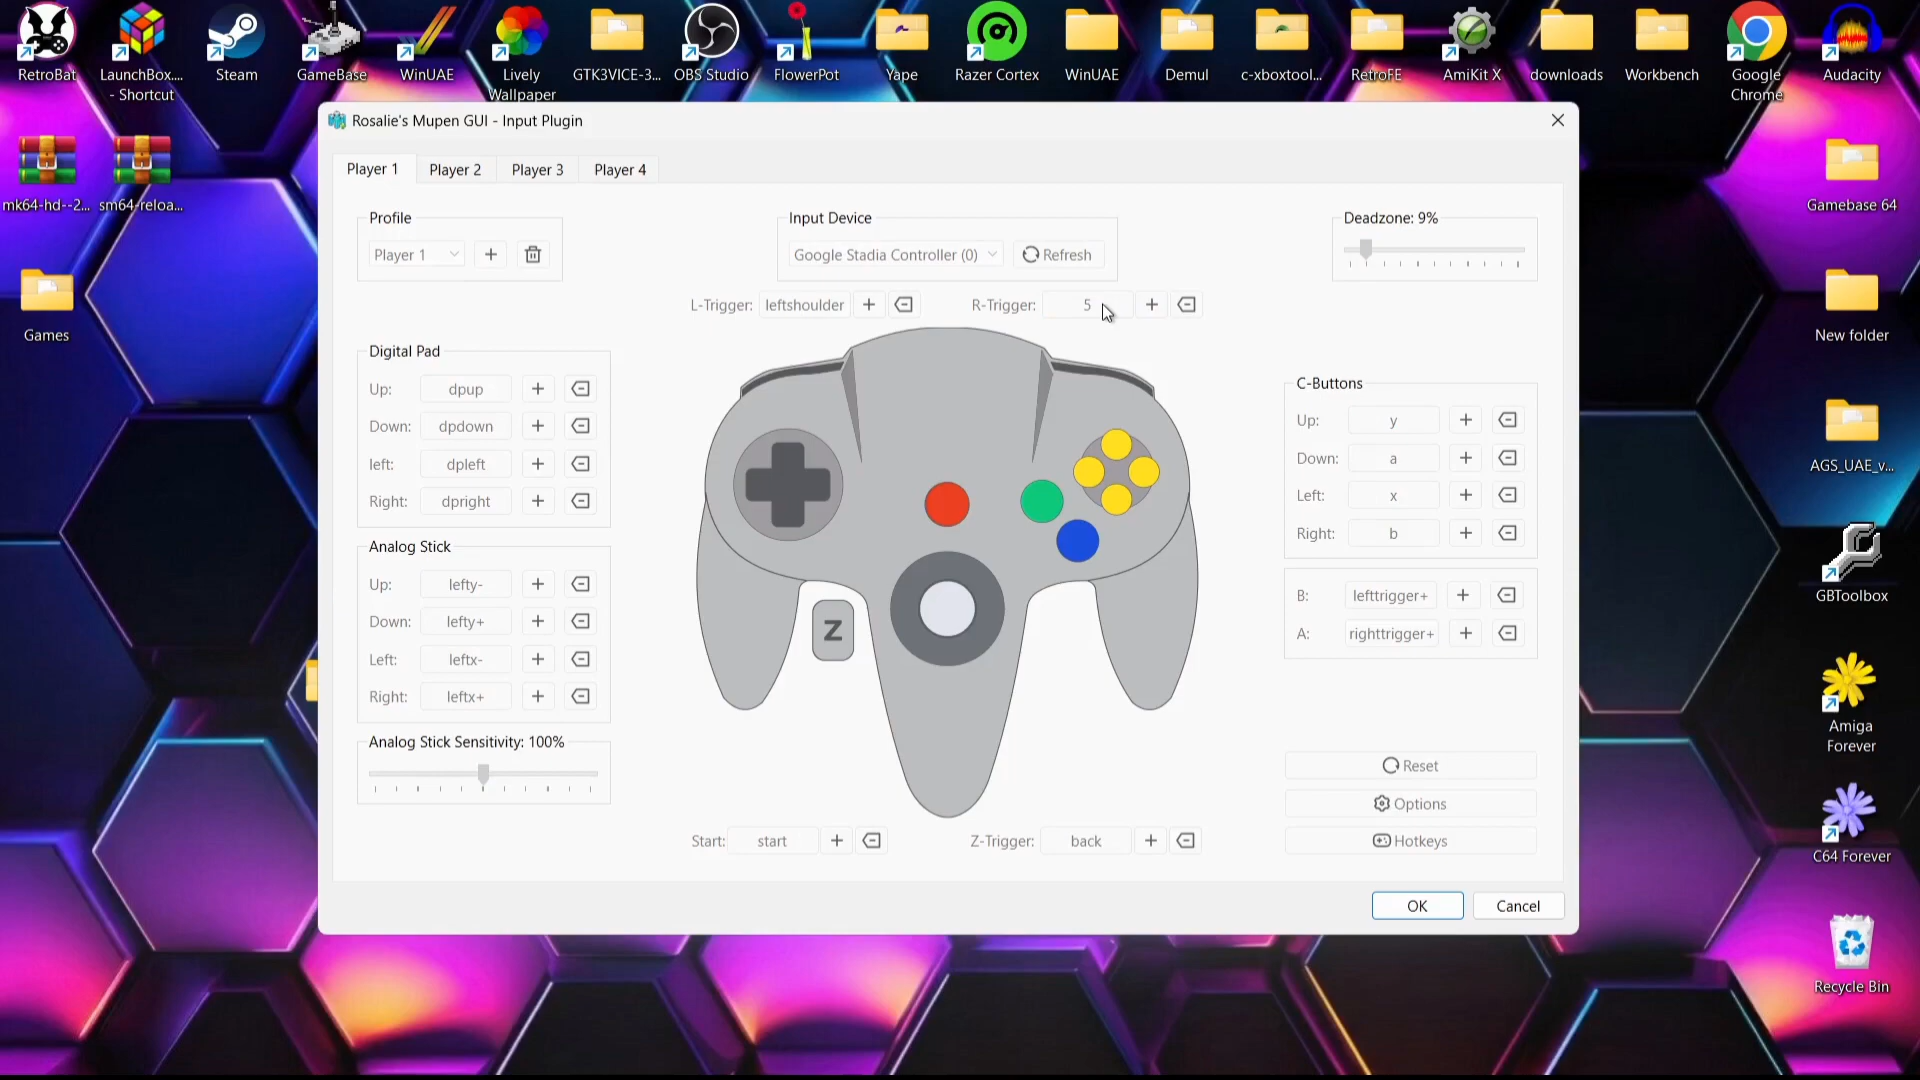 RetroBat
LaunchBox....
- Shortcut
Steam
GameBase
WinUAE
Lively
Wallpaper
GTK3VICE-3...
OBS Studio
FlowerPot
Yape
Razer Cortex
WinUAE
Demul
c-xboxtool...
RetroFE
AmiKit X
downloads
Workbench
Google
Chrome
Audacity
mk64-hd--2...
sm64-reloa...
Games
Gamebase 64
New folder
AGS_UAE_v...
GBToolbox
Amiga
Forever
C64 Forever
Recycle Bin
Rosalie's Mupen GUI - Input Plugin
Player 1
Player 2
Player 3
Player 4
Profile
Player 1
Input Device
Google Stadia Controller (0)
Refresh
Deadzone: 9%
L-Trigger: leftshoulder
R-Trigger: 5
Digital Pad
Up: dpup
Down: dpdown
left: dpleft
Right: dpright
Analog Stick
Up: lefty-
Down: lefty+
Left: leftx-
Right: leftx+
Analog Stick Sensitivity: 100%
Z
C-Buttons
Up: y
Down: a
Left: x
Right: b
B: lefttrigger+
A: righttrigger+
Reset
Options
Hotkeys
Start: start
Z-Trigger: back
OK
Cancel